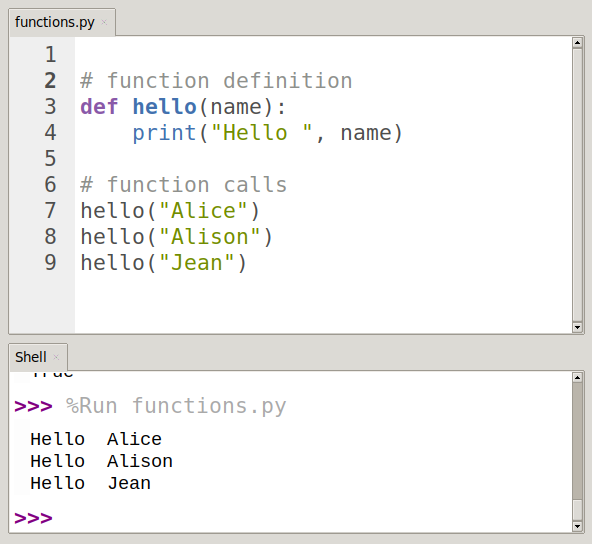 functions.py
1
2 # function definition
3 def hello(name):
4     print("Hello ", name)
5
6 # function calls
7 hello("Alice")
8 hello("Alison")
9 hello("Jean")
Shell
True
>>> %Run functions.py
Hello  Alice
Hello  Alison
Hello  Jean
>>>